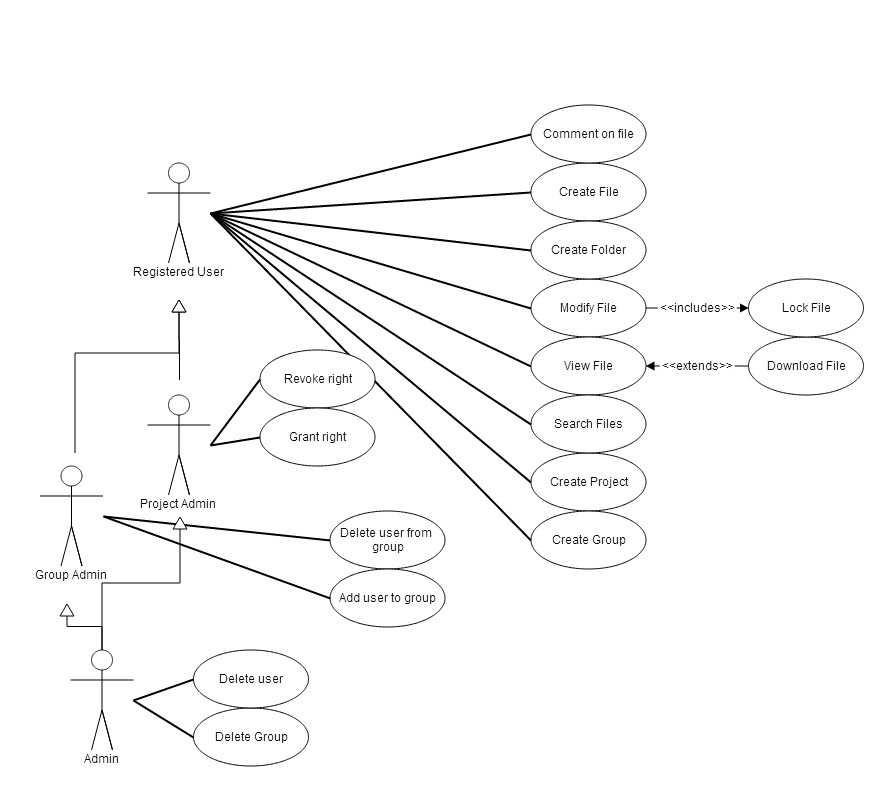 Comment on file
Create File
Registered User
Create Folder
Modify File
<<includes>>
Lock File
View File
<<extends>>
Download File
Revoke right
Search Files
Grant right
Create Project
Project Admin
Create Group
Delete user from
group
Group Admin
Add user to group
Delete user
Delete Group
Admin